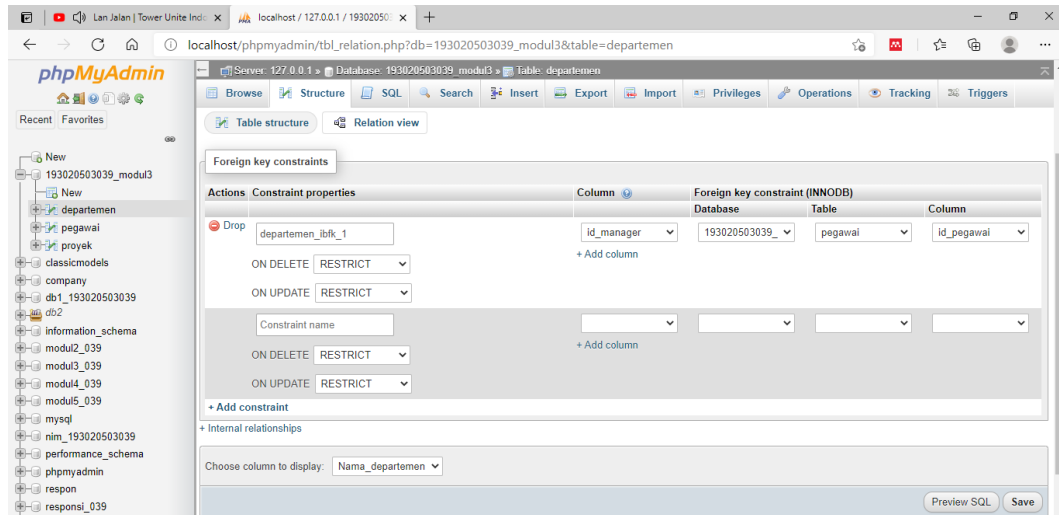 Lan Jalan | Tower Unite Indo
localhost / 127.0.0.1 / 19302050
localhost/phpmyadmin/tbl_relation.php?db=193020503039_modul3&table=departemen
phpMyAdmin
Recent Favorites
New
193020503039_modul3
New
departemen
pegawai
proyek
classicmodels
company
db1_193020503039
db2
information_schema
modul2_039
modul3_039
modul4_039
modul5_039
mysql
nim_193020503039
performance_schema
phpmyadmin
respon
responsi_039
Server: 127.0.0.1 » Database: 193020503039_modul3 » Table: departemen
Browse Structure SQL Search Insert Export Import Privileges Operations Tracking Triggers
Table structure Relation view
Foreign key constraints
Actions Constraint properties Column Foreign key constraint (INNODB)
Database Table Column
Drop departemen_ibfk_1 id_manager 193020503039_ pegawai id_pegawai
+ Add column
ON DELETE RESTRICT
ON UPDATE RESTRICT
Constraint name
+ Add column
ON DELETE RESTRICT
ON UPDATE RESTRICT
+ Add constraint
+ Internal relationships
Choose column to display: Nama_departemen
Preview SQL Save